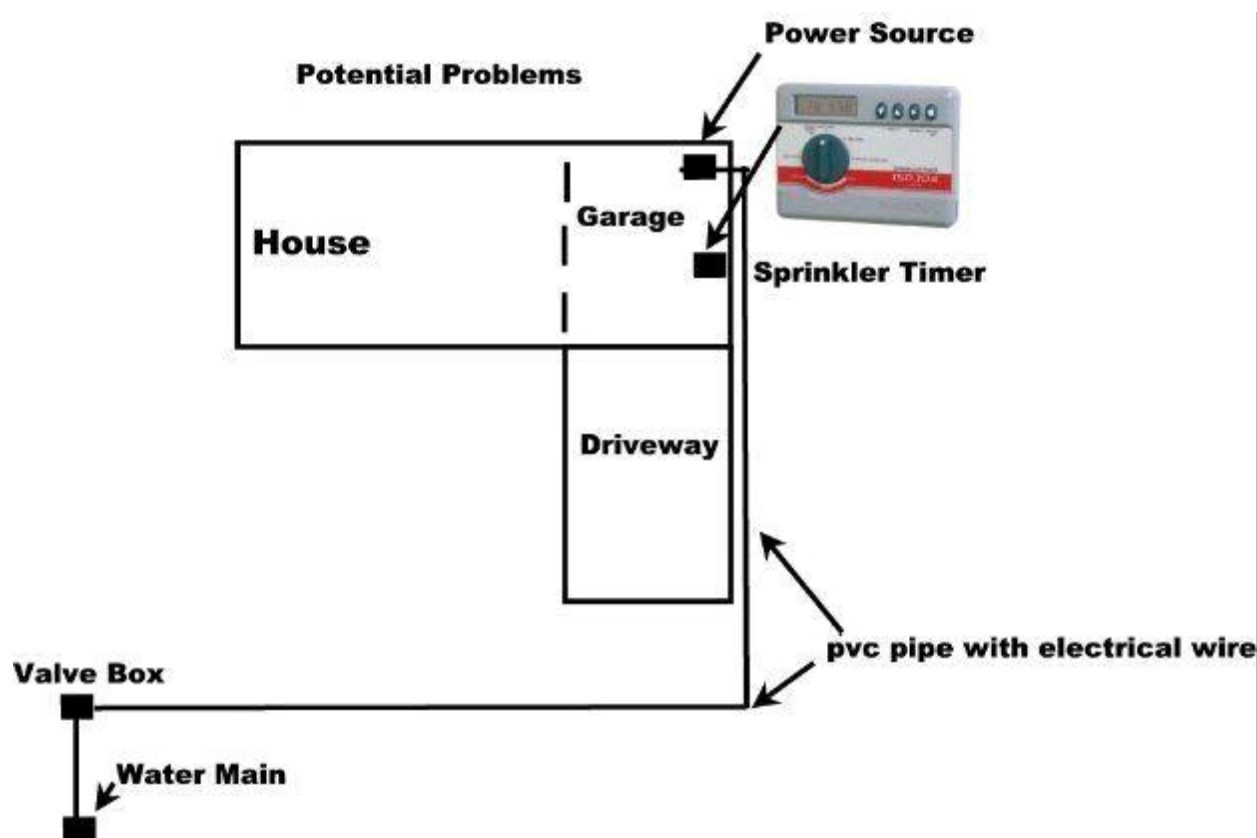 Power Source
Potential Problems
Garage
House
Sprinkler Timer
Driveway
pvc pipe with electrical wire
Valve Box
Water Main